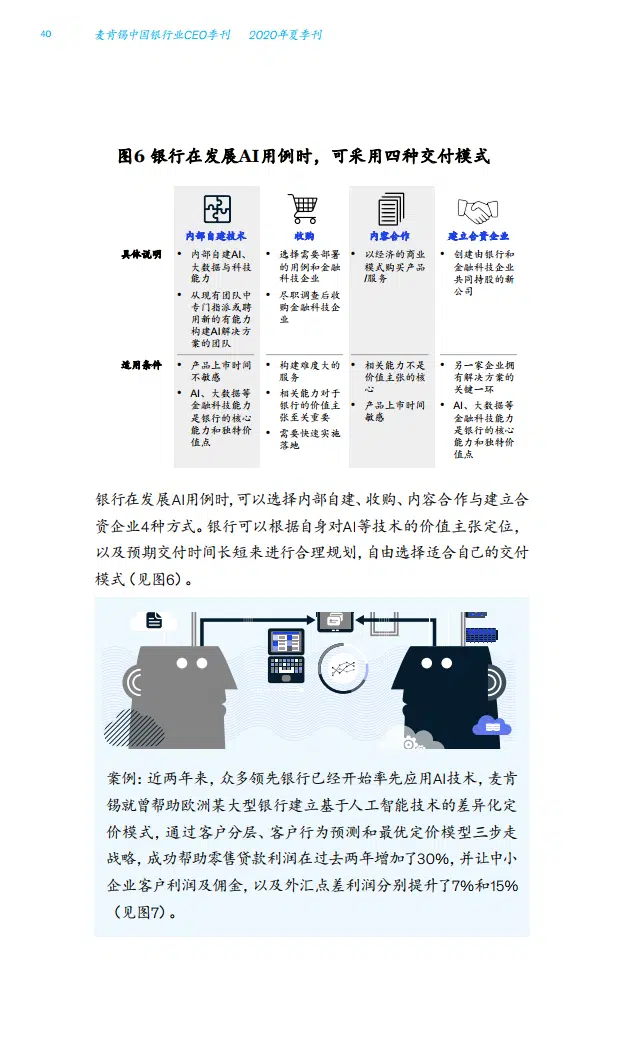 40
麦肯锡中国银行业CEO季刊 2020年夏季刊
图6 银行在发展AI用例时，可采用四种交付模式
内部自建技术
收购
内容合作
建立合资企业
具体说明
• 内部自建AI、
大数据与科技
能力
• 从现有团队中
专门指派或聘
用新的有能力
构建AI解决方
案的团队
• 选择需要部署
的用例和金融
科技企业
• 尽职调查后收
购金融科技企
业
• 以经济的商业
模式购买产品
/服务
• 创建由银行和
金融科技企业
共同持股的新
公司
适用条件
• 产品上市时间
不敏感
• AI、大数据等
金融科技能力
是银行的核心
能力和独特价
值点
• 构建难度大的
服务
• 相关能力对于
银行的价值主
张至关重要
• 需要快速实施
落地
• 相关能力不是
价值主张的核
心
• 产品上市时间
敏感
• 另一家企业拥
有解决方案的
关键一环
• AI、大数据等
金融科技能力
是银行的核心
能力和独特价
值点
银行在发展AI用例时，可以选择内部自建、收购、内容合作与建立合
资企业4种方式。银行可以根据自身对AI等技术的价值主张定位，
以及预期交付时间长短来进行合理规划，自由选择适合自己的交付
模式（见图6）。
案例：近两年来，众多领先银行已经开始率先应用AI技术，麦肯
锡就曾帮助欧洲某大型银行建立基于人工智能技术的差异化定
价模式，通过客户分层、客户行为预测和最优定价模型三步走
战略，成功帮助零售贷款利润在过去两年增加了30%，并让中小
企业客户利润及佣金，以及外汇点差利润分别提升了7%和15%
（见图7）。